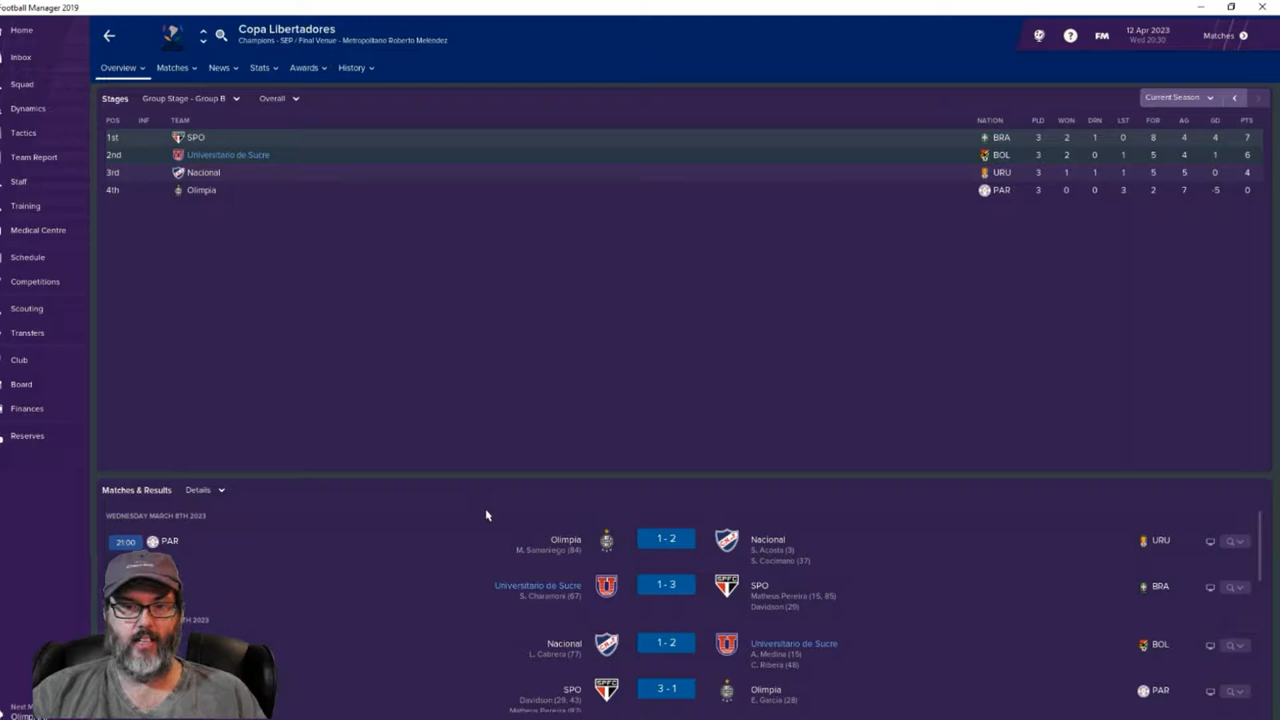 Football Manager 2019
Copa Libertadores
Champions - SEP / Final Venue - Metropolitano Roberto Meléndez
12 Apr 2023
Wed 20:30
FM
Matches
Home
Inbox
Squad
Dynamics
Tactics
Team Report
Staff
Training
Medical Centre
Schedule
Competitions
Scouting
Transfers
Club
Board
Finances
Reserves
Overview Matches News Stats Awards History
Stages Group Stage - Group B Overall Current Season
POS INF TEAM NATION PLD WON DRN LST FOR AG GD PTS
1st SPO BRA 3 2 1 0 8 4 4 7
2nd Universitario de Sucre BOL 3 2 0 1 5 4 1 6
3rd Nacional URU 3 1 1 1 5 5 0 4
4th Olimpia PAR 3 0 0 3 2 7 -5 0
Matches & Results Details
WEDNESDAY MARCH 8TH 2023
21:00 PAR Olimpia 1 - 2 Nacional URU
M. Samaniego (84) S. Acosta (3)
S. Cocimano (37)
Universitario de Sucre 1 - 3 SPO BRA
S. Charamoni (67) Matheus Pereira (15, 85)
Davidson (29)
Nacional 1 - 2 Universitario de Sucre BOL
L. Cabrera (77) A. Medina (15)
C. Ribera (48)
SPO 3 - 1 Olimpia PAR
Davidson (29, 43) E. Garcia (28)